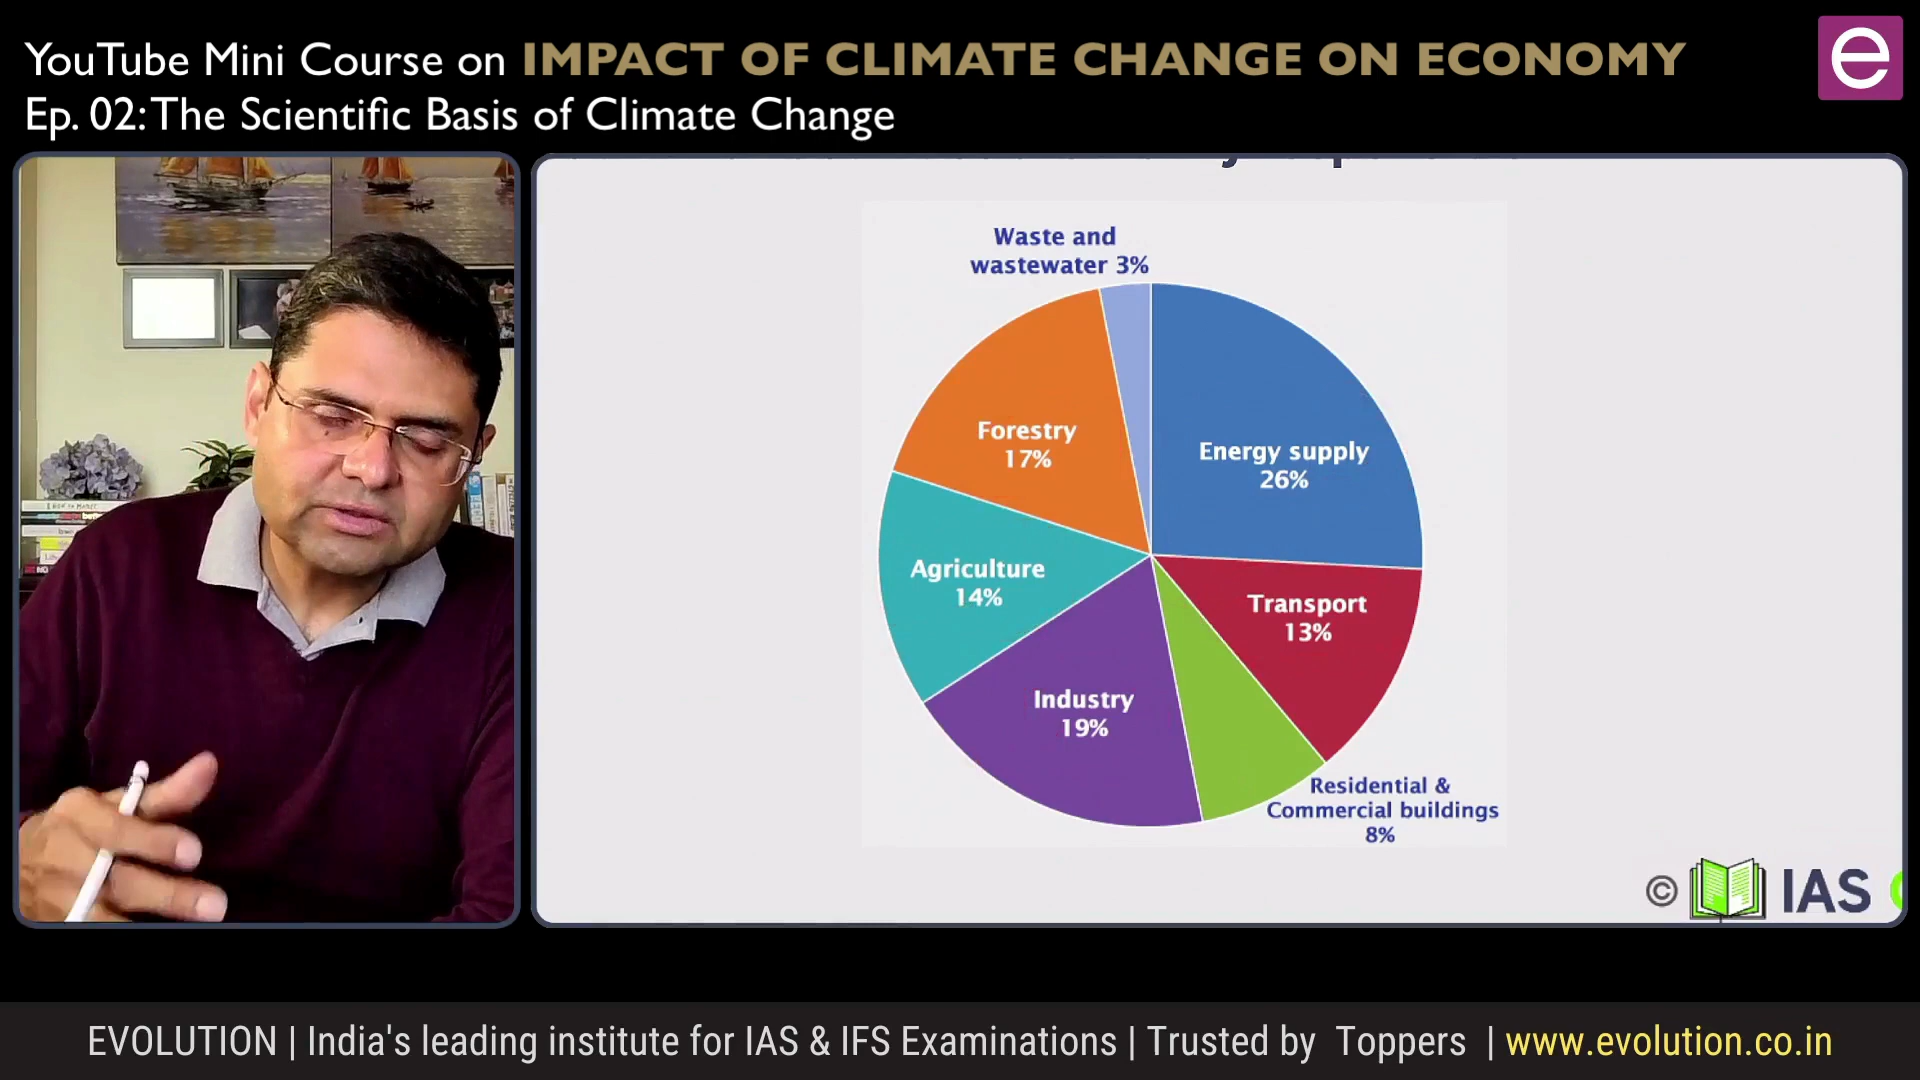 YouTube Mini Course on IMPACT OF CLIMATE CHANGE ON ECONOMY
e
Ep. 02: The Scientific Basis of Climate Change
Waste and
wastewater 3%
Forestry
17%
Energy supply
26%
Agriculture
14%
Transport
13%
Industry
19%
Residential &
Commercial buildings
8%
© IAS
EVOLUTION | India's leading institute for IAS & IFS Examinations | Trusted by Toppers | www.evolution.co.in